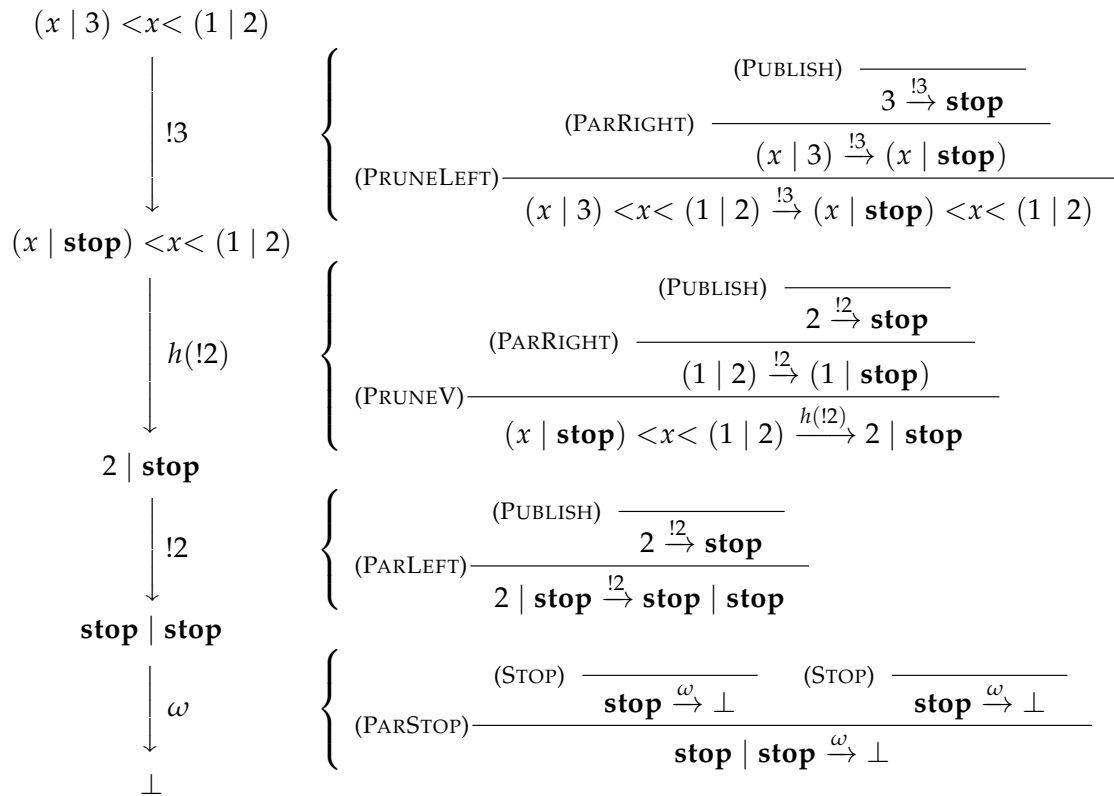 (x | 3) <x< (1 | 2)
!3
(PUBLISH) 3 !3→ stop
(PARRIGHT) (x | 3) !3→ (x | stop)
(PRUNELEFT) (x | 3) <x< (1 | 2) !3→ (x | stop) <x< (1 | 2)
(x | stop) <x< (1 | 2)
h(!2)
(PUBLISH) 2 !2→ stop
(PARRIGHT) (1 | 2) !2→ (1 | stop)
(PRUNEV) (x | stop) <x< (1 | 2) h(!2)→ 2 | stop
2 | stop
!2
(PUBLISH) 2 !2→ stop
(PARLEFT) 2 | stop !2→ stop | stop
stop | stop
ω
(STOP) stop ω→ ⊥ (STOP) stop ω→ ⊥
(PARSTOP) stop | stop ω→ ⊥
⊥